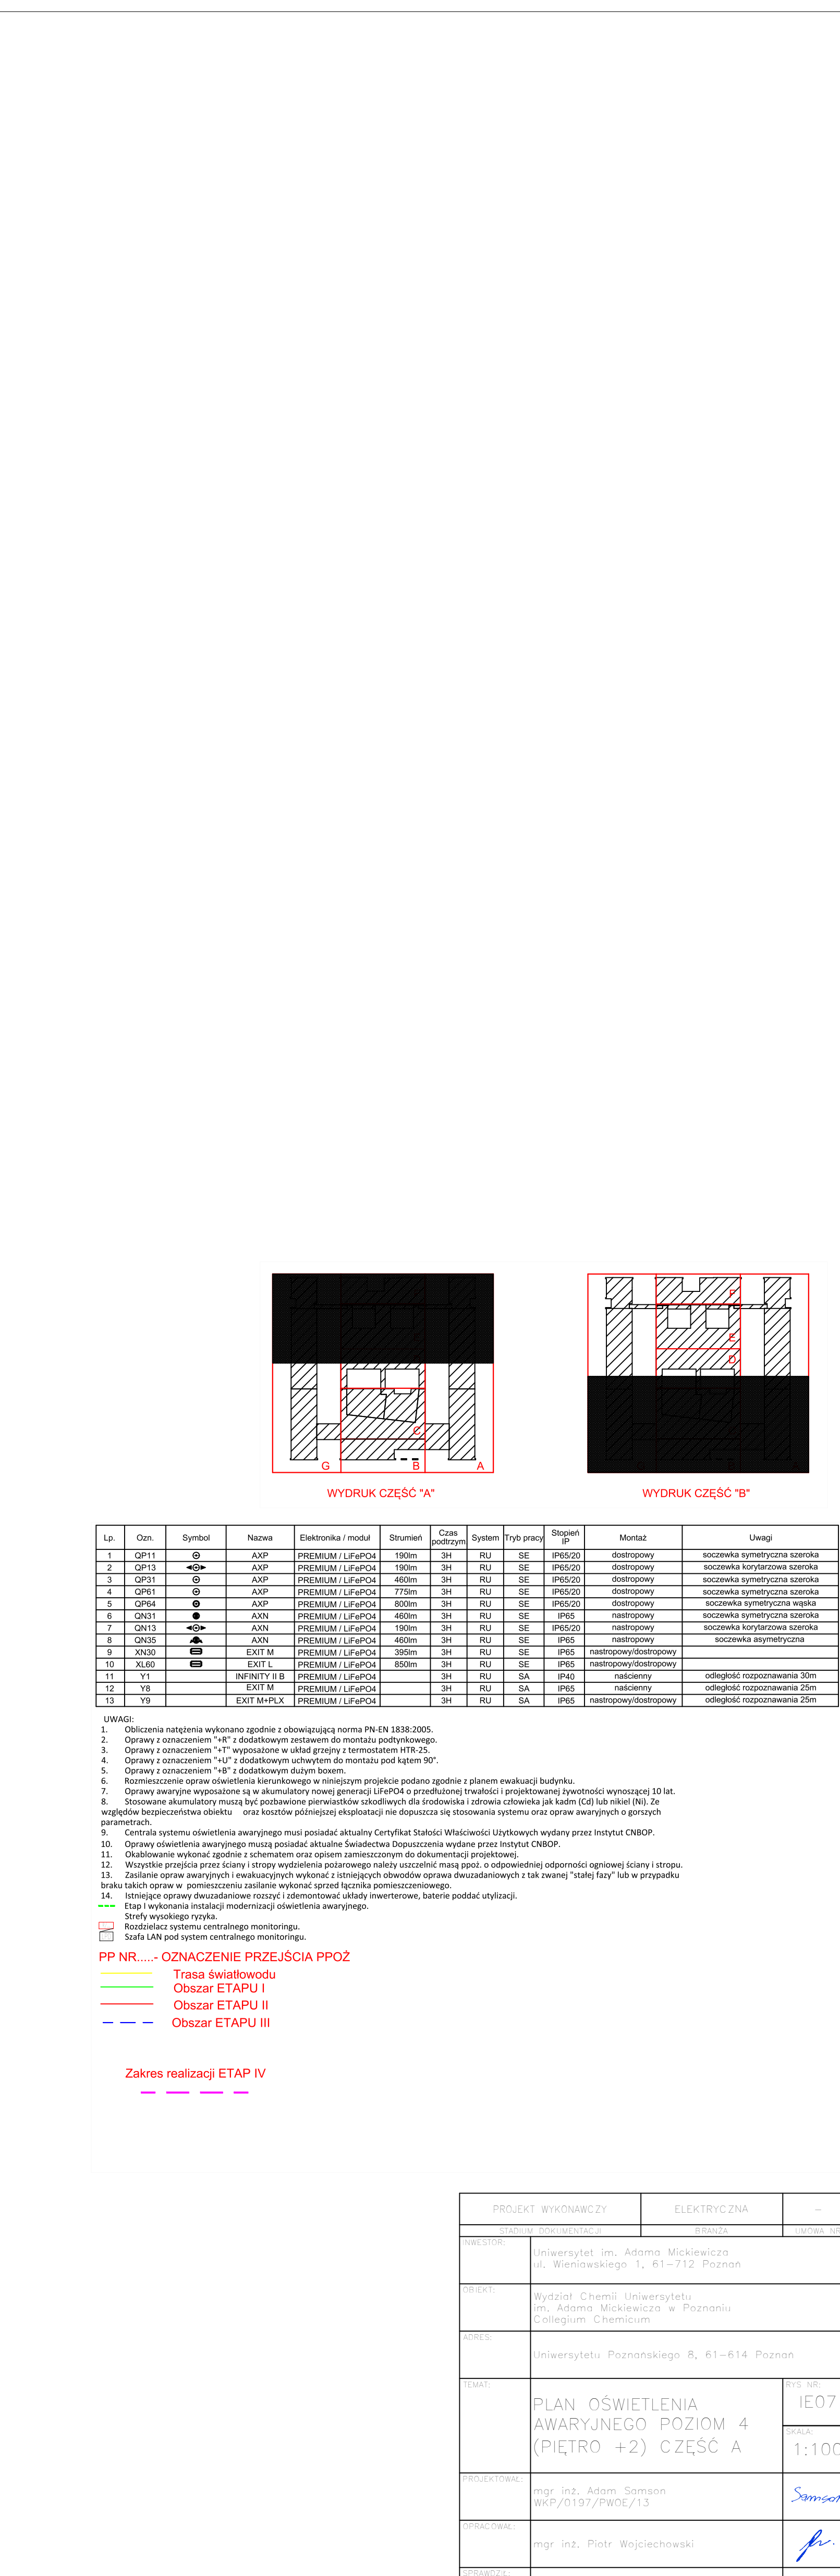 F
E
D
C
G
B
A
WYDRUK CZĘŚĆ "A"
WYDRUK CZĘŚĆ "B"
Lp. Ozn. Symbol Nazwa Elektronika / moduł Strumień Czas podtrzym System Tryb pracy Stopień IP Montaż Uwagi
1 QP11 AXP PREMIUM / LiFePO4 190lm 3H RU SE IP65/20 dostropowy soczewka symetryczna szeroka
2 QP13 AXP PREMIUM / LiFePO4 190lm 3H RU SE IP65/20 dostropowy soczewka korytarzowa szeroka
3 QP31 AXP PREMIUM / LiFePO4 460lm 3H RU SE IP65/20 dostropowy soczewka symetryczna szeroka
4 QP61 AXP PREMIUM / LiFePO4 775lm 3H RU SE IP65/20 dostropowy soczewka symetryczna szeroka
5 QP64 AXP PREMIUM / LiFePO4 800lm 3H RU SE IP65/20 dostropowy soczewka symetryczna wąska
6 QN31 AXN PREMIUM / LiFePO4 460lm 3H RU SE IP65 nastropowy soczewka symetryczna szeroka
7 QN13 AXN PREMIUM / LiFePO4 190lm 3H RU SE IP65/20 nastropowy soczewka korytarzowa szeroka
8 QN35 AXN PREMIUM / LiFePO4 460lm 3H RU SE IP65 nastropowy soczewka asymetryczna
9 XN30 EXIT M PREMIUM / LiFePO4 395lm 3H RU SE IP65 nastropowy/dostropowy
10 XL60 EXIT L PREMIUM / LiFePO4 850lm 3H RU SE IP65 nastropowy/dostropowy
11 Y1 INFINITY II B PREMIUM / LiFePO4 3H RU SA IP40 naścienny odległość rozpoznawania 30m
12 Y8 EXIT M PREMIUM / LiFePO4 3H RU SA IP65 naścienny odległość rozpoznawania 25m
13 Y9 EXIT M+PLX PREMIUM / LiFePO4 3H RU SA IP65 nastropowy/dostropowy odległość rozpoznawania 25m
UWAGI:
1. Obliczenia natężenia wykonano zgodnie z obowiązującą norma PN-EN 1838:2005.
2. Oprawy z oznaczeniem "+R" z dodatkowym zestawem do montażu podtynkowego.
3. Oprawy z oznaczeniem "+T" wyposażone w układ grzejny z termostatem HTR-25.
4. Oprawy z oznaczeniem "+U" z dodatkowym uchwytem do montażu pod kątem 90°.
5. Oprawy z oznaczeniem "+B" z dodatkowym dużym boxem.
6. Rozmieszczenie opraw oświetlenia kierunkowego w niniejszym projekcie podano zgodnie z planem ewakuacji budynku.
7. Oprawy awaryjne wyposażone są w akumulatory nowej generacji LiFePO4 o przedłużonej trwałości i projektowanej żywotności wynoszącej 10 lat.
8. Stosowane akumulatory muszą być pozbawione pierwiastków szkodliwych dla środowiska i zdrowia człowieka jak kadm (Cd) lub nikiel (Ni). Ze
względów bezpieczeństwa obiektu oraz kosztów późniejszej eksploatacji nie dopuszcza się stosowania systemu oraz opraw awaryjnych o gorszych
parametrach.
9. Centrala systemu oświetlenia awaryjnego musi posiadać aktualny Certyfikat Stałości Właściwości Użytkowych wydany przez Instytut CNBOP.
10. Oprawy oświetlenia awaryjnego muszą posiadać aktualne Świadectwa Dopuszczenia wydane przez Instytut CNBOP.
11. Okablowanie wykonać zgodnie z schematem oraz opisem zamieszczonym do dokumentacji projektowej.
12. Wszystkie przejścia przez ściany i stropy wydzielenia pożarowego należy uszczelnić masą ppoż. o odpowiedniej odporności ogniowej ściany i stropu.
13. Zasilanie opraw awaryjnych i ewakuacyjnych wykonać z istniejących obwodów oprawa dwuzadaniowych z tak zwanej "stałej fazy" lub w przypadku
braku takich opraw w pomieszczeniu zasilanie wykonać sprzed łącznika pomieszczeniowego.
14. Istniejące oprawy dwuzadaniowe rozszyć i zdemontować układy inwerterowe, baterie poddać utylizacji.
Etap I wykonania instalacji modernizacji oświetlenia awaryjnego.
Strefy wysokiego ryzyka.
Rozdzielacz systemu centralnego monitoringu.
Szafa LAN pod system centralnego monitoringu.
PP NR.....- OZNACZENIE PRZEJŚCIA PPOŻ
Trasa światłowodu
Obszar ETAPU I
Obszar ETAPU II
Obszar ETAPU III
Zakres realizacji ETAP IV
PROJEKT WYKONAWCZY ELEKTRYCZNA –
STADIUM DOKUMENTACJI BRANŻA UMOWA NR
INWESTOR:
Uniwersytet im. Adama Mickiewicza
ul. Wieniawskiego 1, 61–712 Poznań
OBIEKT:
Wydział Chemii Uniwersytetu
im. Adama Mickiewicza w Poznaniu
Collegium Chemicum
ADRES:
Uniwersytetu Poznańskiego 8, 61–614 Poznań
TEMAT:
PLAN OŚWIETLENIA
AWARYJNEGO POZIOM 4
(PIĘTRO +2) CZĘŚĆ A
RYS NR:
IE07
SKALA:
1:100
PROJEKTOWAŁ:
mgr inż. Adam Samson
WKP/0197/PWOE/13
Samson
OPRACOWAŁ:
mgr inż. Piotr Wojciechowski
SPRAWDZIŁ: